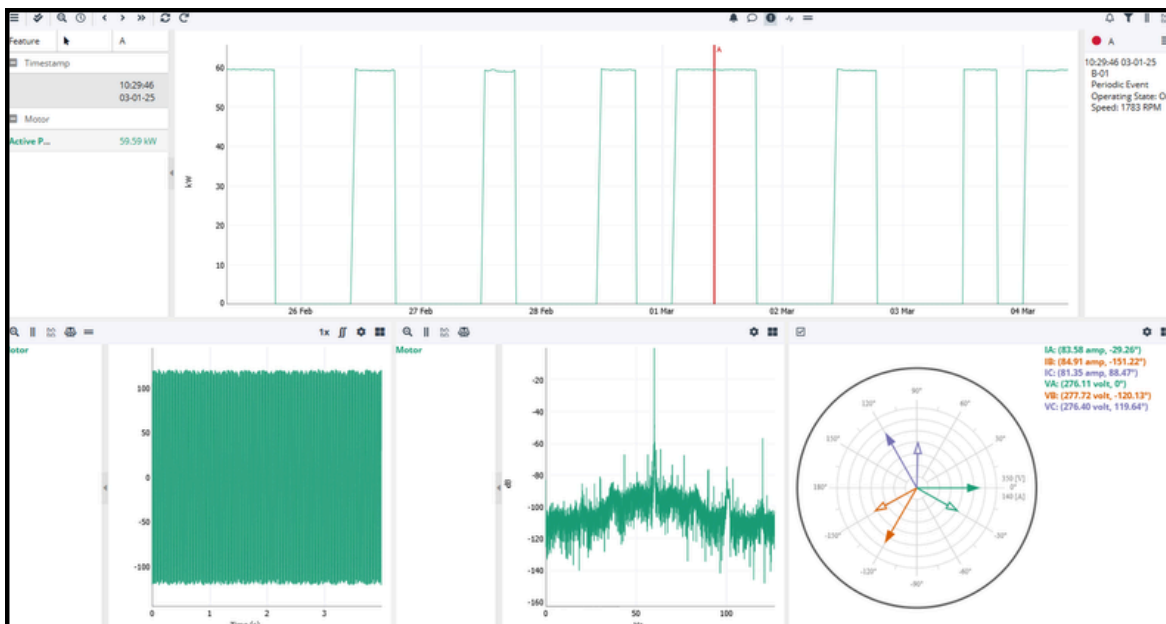 Feature
A
Timestamp
10:29:46
03-01-25
Motor
Active P...
59.59 kW
kW
60
50
40
30
20
10
0
A
26 Feb
27 Feb
28 Feb
01 Mar
02 Mar
03 Mar
04 Mar
A
10:29:46 03-01-25
B-01
Periodic Event
Operating State: O
Speed: 1783 RPM
1x
otor
100
50
0
-50
-100
0
1
2
3
Time (s)
Motor
dB
-20
-40
-60
-80
-100
-120
-140
-160
0
50
100
Hz
90°
60°
30°
0°
-30°
-60°
-90°
-120°
-150°
180°
150°
120°
140 [A]
IA: (83.58 amp, -29.26°)
IB: (84.91 amp, -151.22°)
IC: (81.35 amp, 88.47°)
VA: (276.11 volt, 0°)
VB: (277.72 volt, -120.13°)
VC: (276.40 volt, 119.64°)